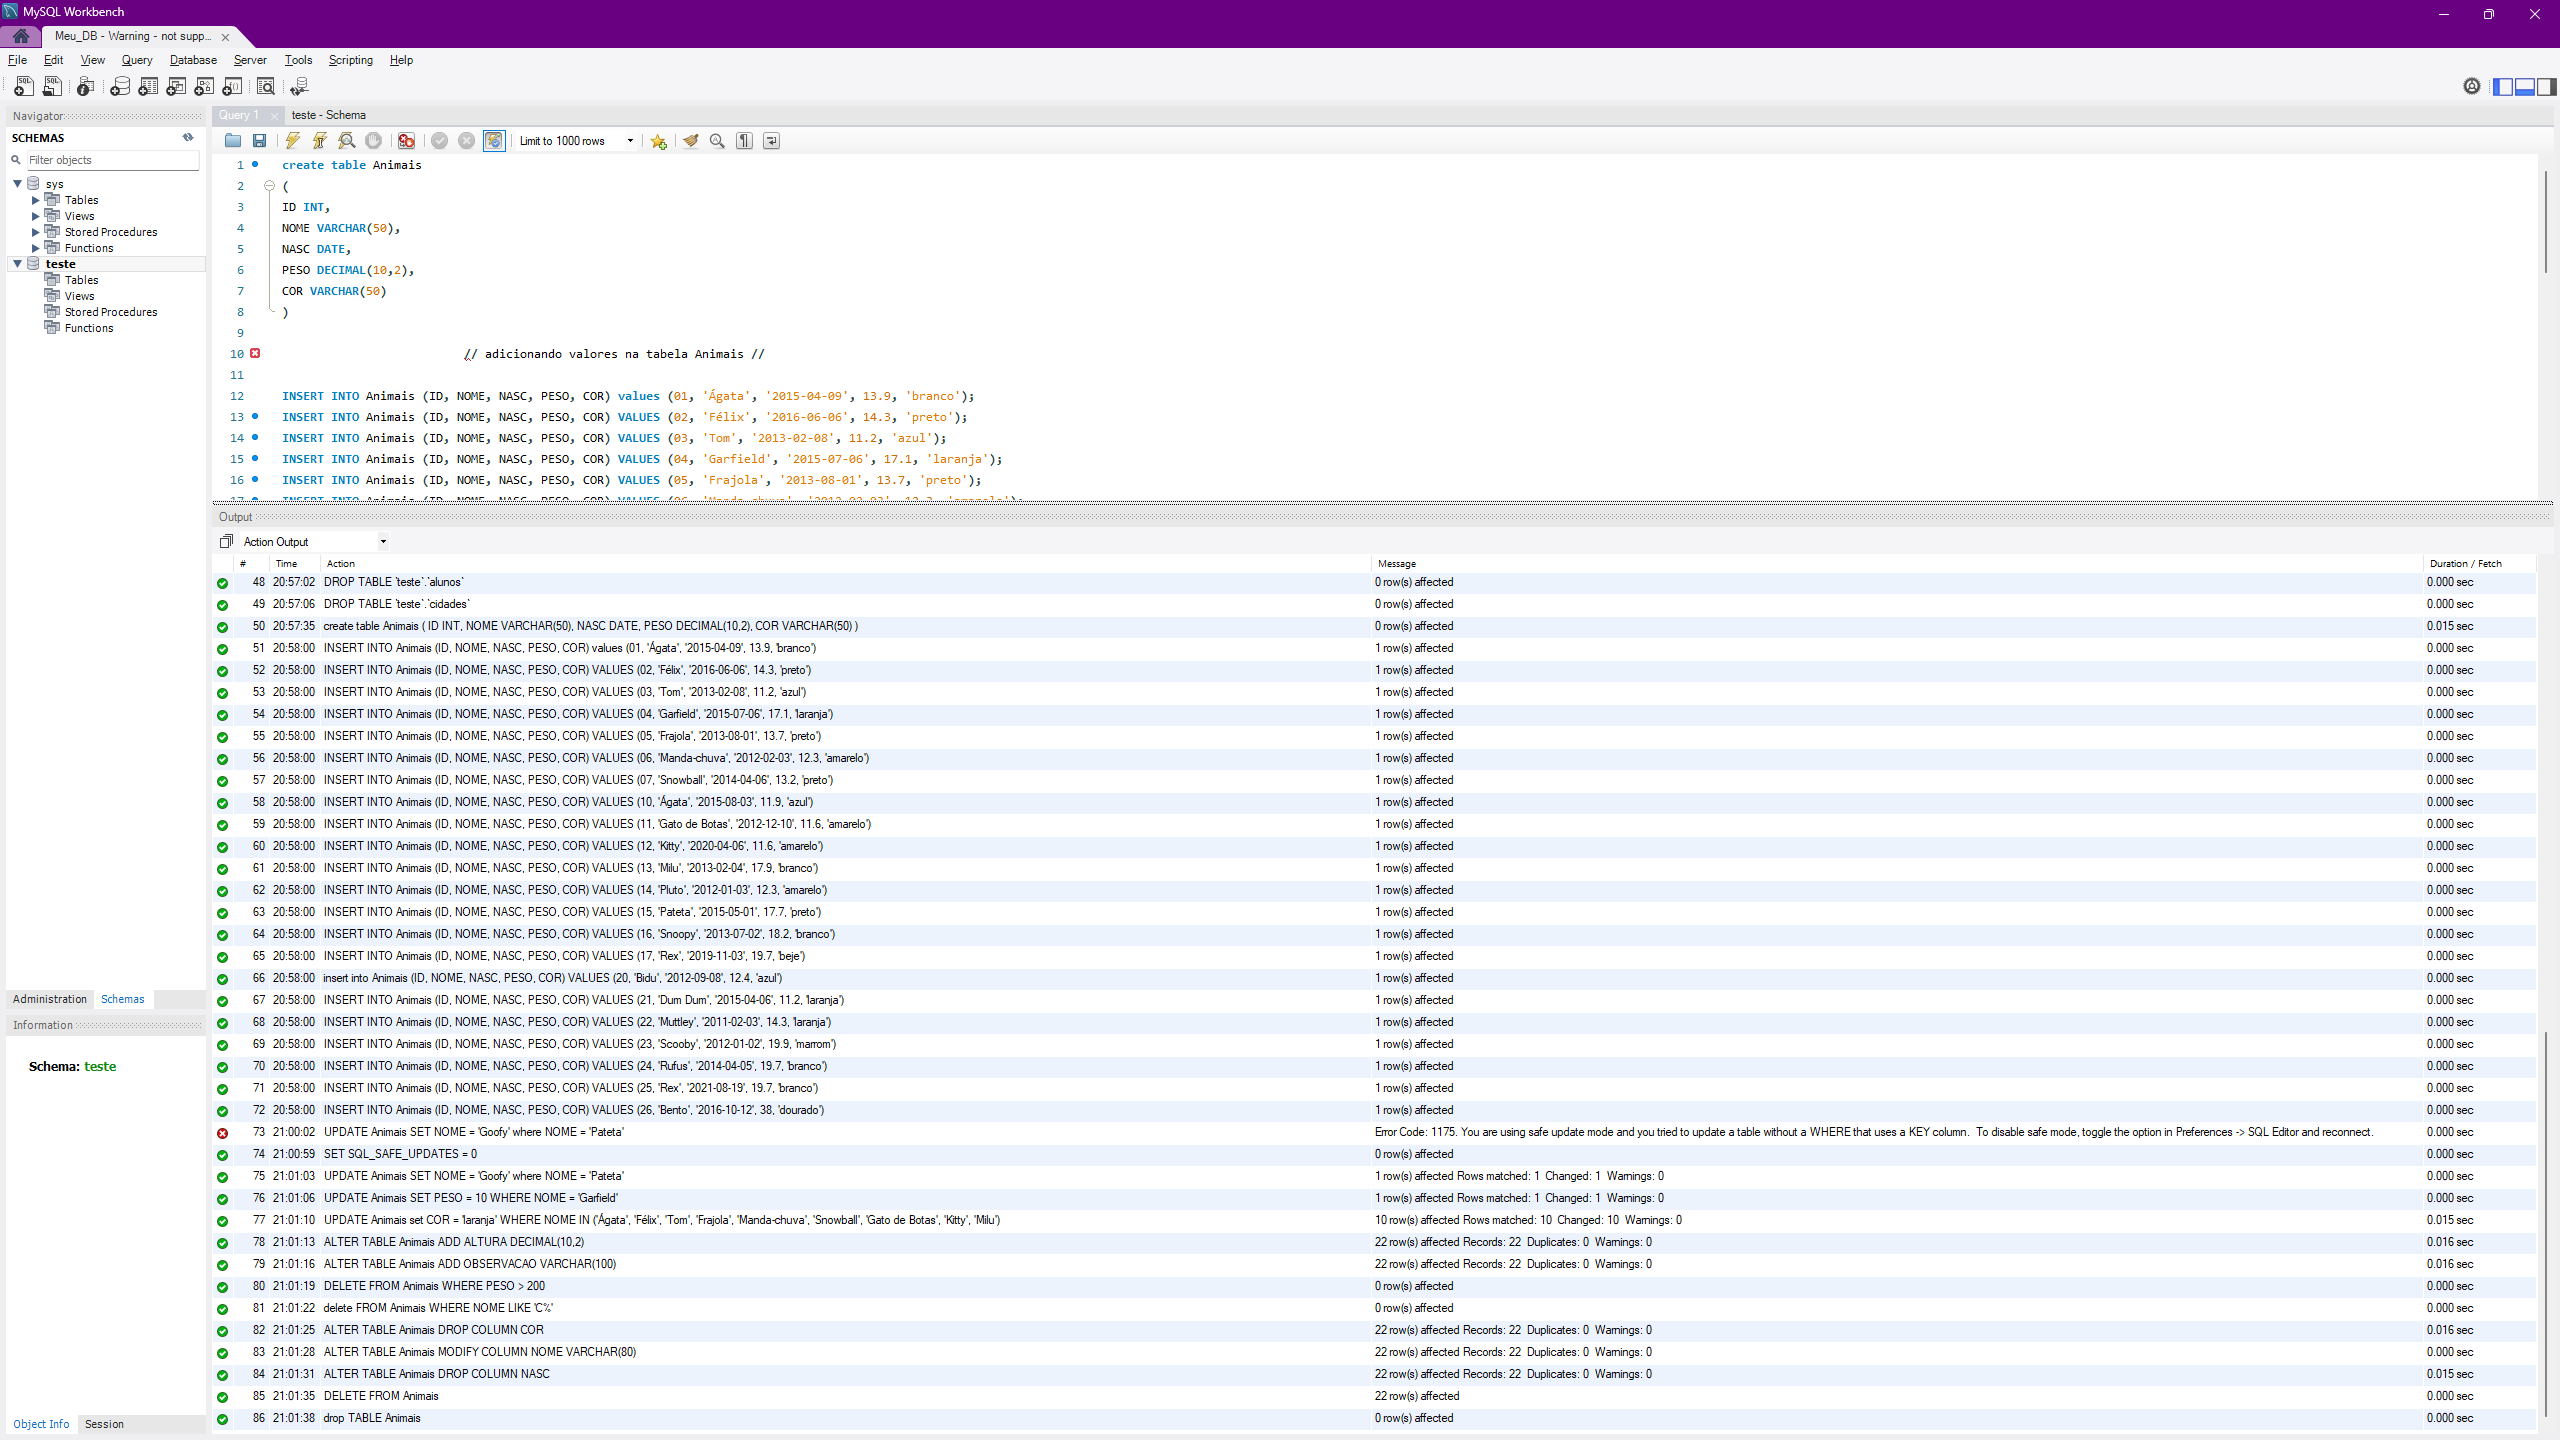 MySQL Workbench
Meu_DB - Warning - not supp...
File Edit View Query Database Server Tools Scripting Help
Navigator
SCHEMAS
Filter objects
sys
Tables
Views
Stored Procedures
Functions
teste
Tables
Views
Stored Procedures
Functions
Administration Schemas
Information
Schema: teste
Object Info Session
Query 1 teste - Schema
Limit to 1000 rows
1 create table Animais
2 (
3 ID INT,
4 NOME VARCHAR(50),
5 NASC DATE,
6 PESO DECIMAL(10,2),
7 COR VARCHAR(50)
8 )
9
10 // adicionando valores na tabela Animais //
11
12 INSERT INTO Animais (ID, NOME, NASC, PESO, COR) values (01, 'Ágata', '2015-04-09', 13.9, 'branco');
13 INSERT INTO Animais (ID, NOME, NASC, PESO, COR) VALUES (02, 'Félix', '2016-06-06', 14.3, 'preto');
14 INSERT INTO Animais (ID, NOME, NASC, PESO, COR) VALUES (03, 'Tom', '2013-02-08', 11.2, 'azul');
15 INSERT INTO Animais (ID, NOME, NASC, PESO, COR) VALUES (04, 'Garfield', '2015-07-06', 17.1, 'laranja');
16 INSERT INTO Animais (ID, NOME, NASC, PESO, COR) VALUES (05, 'Frajola', '2013-08-01', 13.7, 'preto');
Output
Action Output
# Time Action Message Duration / Fetch
48 20:57:02 DROP TABLE `teste`.`alunos` 0 row(s) affected 0.000 sec
49 20:57:06 DROP TABLE `teste`.`cidades` 0 row(s) affected 0.000 sec
50 20:57:35 create table Animais ( ID INT, NOME VARCHAR(50), NASC DATE, PESO DECIMAL(10,2), COR VARCHAR(50) ) 0 row(s) affected 0.015 sec
51 20:58:00 INSERT INTO Animais (ID, NOME, NASC, PESO, COR) values (01, 'Ágata', '2015-04-09', 13.9, 'branco') 1 row(s) affected 0.000 sec
52 20:58:00 INSERT INTO Animais (ID, NOME, NASC, PESO, COR) VALUES (02, 'Félix', '2016-06-06', 14.3, 'preto') 1 row(s) affected 0.000 sec
53 20:58:00 INSERT INTO Animais (ID, NOME, NASC, PESO, COR) VALUES (03, 'Tom', '2013-02-08', 11.2, 'azul') 1 row(s) affected 0.000 sec
54 20:58:00 INSERT INTO Animais (ID, NOME, NASC, PESO, COR) VALUES (04, 'Garfield', '2015-07-06', 17.1, 'laranja') 1 row(s) affected 0.000 sec
55 20:58:00 INSERT INTO Animais (ID, NOME, NASC, PESO, COR) VALUES (05, 'Frajola', '2013-08-01', 13.7, 'preto') 1 row(s) affected 0.000 sec
56 20:58:00 INSERT INTO Animais (ID, NOME, NASC, PESO, COR) VALUES (06, 'Manda-chuva', '2012-02-03', 12.3, 'amarelo') 1 row(s) affected 0.000 sec
57 20:58:00 INSERT INTO Animais (ID, NOME, NASC, PESO, COR) VALUES (07, 'Snowball', '2014-04-06', 13.2, 'preto') 1 row(s) affected 0.000 sec
58 20:58:00 INSERT INTO Animais (ID, NOME, NASC, PESO, COR) VALUES (10, 'Ágata', '2015-08-03', 11.9, 'azul') 1 row(s) affected 0.000 sec
59 20:58:00 INSERT INTO Animais (ID, NOME, NASC, PESO, COR) VALUES (11, 'Gato de Botas', '2012-12-10', 11.6, 'amarelo') 1 row(s) affected 0.000 sec
60 20:58:00 INSERT INTO Animais (ID, NOME, NASC, PESO, COR) VALUES (12, 'Kitty', '2020-04-06', 11.6, 'amarelo') 1 row(s) affected 0.000 sec
61 20:58:00 INSERT INTO Animais (ID, NOME, NASC, PESO, COR) VALUES (13, 'Milu', '2013-02-04', 17.9, 'branco') 1 row(s) affected 0.000 sec
62 20:58:00 INSERT INTO Animais (ID, NOME, NASC, PESO, COR) VALUES (14, 'Pluto', '2012-01-03', 12.3, 'amarelo') 1 row(s) affected 0.000 sec
63 20:58:00 INSERT INTO Animais (ID, NOME, NASC, PESO, COR) VALUES (15, 'Pateta', '2015-05-01', 17.7, 'preto') 1 row(s) affected 0.000 sec
64 20:58:00 INSERT INTO Animais (ID, NOME, NASC, PESO, COR) VALUES (16, 'Snoopy', '2013-07-02', 18.2, 'branco') 1 row(s) affected 0.000 sec
65 20:58:00 INSERT INTO Animais (ID, NOME, NASC, PESO, COR) VALUES (17, 'Rex', '2019-11-03', 19.7, 'beje') 1 row(s) affected 0.000 sec
66 20:58:00 insert into Animais (ID, NOME, NASC, PESO, COR) VALUES (20, 'Bidu', '2012-09-08', 12.4, 'azul') 1 row(s) affected 0.000 sec
67 20:58:00 INSERT INTO Animais (ID, NOME, NASC, PESO, COR) VALUES (21, 'Dum Dum', '2015-04-06', 11.2, 'laranja') 1 row(s) affected 0.000 sec
68 20:58:00 INSERT INTO Animais (ID, NOME, NASC, PESO, COR) VALUES (22, 'Muttley', '2011-02-03', 14.3, 'laranja') 1 row(s) affected 0.000 sec
69 20:58:00 INSERT INTO Animais (ID, NOME, NASC, PESO, COR) VALUES (23, 'Scooby', '2012-01-02', 19.9, 'marrom') 1 row(s) affected 0.000 sec
70 20:58:00 INSERT INTO Animais (ID, NOME, NASC, PESO, COR) VALUES (24, 'Rufus', '2014-04-05', 19.7, 'branco') 1 row(s) affected 0.000 sec
71 20:58:00 INSERT INTO Animais (ID, NOME, NASC, PESO, COR) VALUES (25, 'Rex', '2021-08-19', 19.7, 'branco') 1 row(s) affected 0.000 sec
72 20:58:00 INSERT INTO Animais (ID, NOME, NASC, PESO, COR) VALUES (26, 'Bento', '2016-10-12', 38, 'dourado') 1 row(s) affected 0.000 sec
73 21:00:02 UPDATE Animais SET NOME = 'Goofy' where NOME = 'Pateta' Error Code: 1175. You are using safe update mode and you tried to update a table without a WHERE that uses a KEY column.  To disable safe mode, toggle the option in Preferences -> SQL Editor and reconnect. 0.000 sec
74 21:00:59 SET SQL_SAFE_UPDATES = 0 0 row(s) affected 0.000 sec
75 21:01:03 UPDATE Animais SET NOME = 'Goofy' where NOME = 'Pateta' 1 row(s) affected Rows matched: 1  Changed: 1  Warnings: 0 0.000 sec
76 21:01:06 UPDATE Animais SET PESO = 10 WHERE NOME = 'Garfield' 1 row(s) affected Rows matched: 1  Changed: 1  Warnings: 0 0.000 sec
77 21:01:10 UPDATE Animais set COR = 'laranja' WHERE NOME IN ('Ágata', 'Félix', 'Tom', 'Frajola', 'Manda-chuva', 'Snowball', 'Gato de Botas', 'Kitty', 'Milu') 10 row(s) affected Rows matched: 10  Changed: 10  Warnings: 0 0.015 sec
78 21:01:13 ALTER TABLE Animais ADD ALTURA DECIMAL(10,2) 22 row(s) affected Records: 22  Duplicates: 0  Warnings: 0 0.016 sec
79 21:01:16 ALTER TABLE Animais ADD OBSERVACAO VARCHAR(100) 22 row(s) affected Records: 22  Duplicates: 0  Warnings: 0 0.016 sec
80 21:01:19 DELETE FROM Animais WHERE PESO > 200 0 row(s) affected 0.000 sec
81 21:01:22 delete FROM Animais WHERE NOME LIKE 'C%' 0 row(s) affected 0.000 sec
82 21:01:25 ALTER TABLE Animais DROP COLUMN COR 22 row(s) affected Records: 22  Duplicates: 0  Warnings: 0 0.016 sec
83 21:01:28 ALTER TABLE Animais MODIFY COLUMN NOME VARCHAR(80) 22 row(s) affected Records: 22  Duplicates: 0  Warnings: 0 0.000 sec
84 21:01:31 ALTER TABLE Animais DROP COLUMN NASC 22 row(s) affected Records: 22  Duplicates: 0  Warnings: 0 0.015 sec
85 21:01:35 DELETE FROM Animais 22 row(s) affected 0.000 sec
86 21:01:38 drop TABLE Animais 0 row(s) affected 0.000 sec